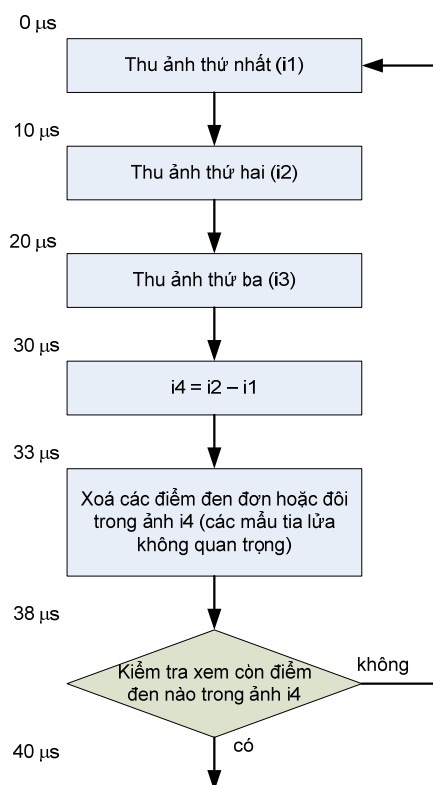 0 μs
Thu ảnh thứ nhất (i1)
10 μs
Thu ảnh thứ hai (i2)
20 μs
Thu ảnh thứ ba (i3)
30 μs
i4 = i2 – i1
33 μs
Xoá các điểm đen đơn hoặc đôi
trong ảnh i4 (các mẩu tia lửa
không quan trọng)
38 μs
Kiểm tra xem còn điểm
đen nào trong ảnh i4
không
có
40 μs